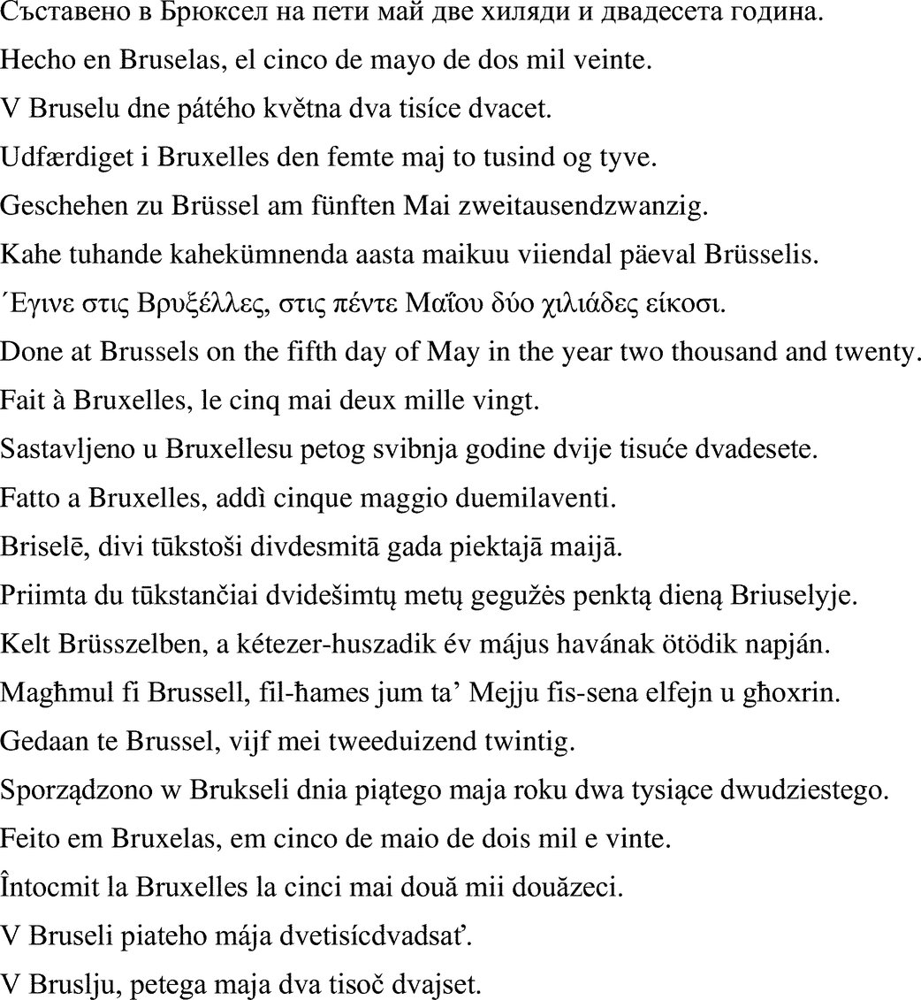 Съставено в Брюксел на пети май две хиляди и двадесета година.
Hecho en Bruselas, el cinco de mayo de dos mil veinte.
V Bruselu dne pátého května dva tisíce dvacet.
Udfærdiget i Bruxelles den femte maj to tusind og tyve.
Geschehen zu Brüssel am fünften Mai zweitausendzwanzig.
Kahe tuhande kahekümnenda aasta maikuu viiendal päeval Brüsselis.
΄Εγινε στις Βρυξέλλες, στις πέντε Μαΐου δύο χιλιάδες είκοσι.
Done at Brussels on the fifth day of May in the year two thousand and twenty.
Fait à Bruxelles, le cinq mai deux mille vingt.
Sastavljeno u Bruxellesu petog svibnja godine dvije tisuće dvadesete.
Fatto a Bruxelles, addì cinque maggio duemilaventi.
Briselē, divi tūkstoši divdesmitā gada piektajā maijā.
Priimta du tūkstančiai dvidešimtų metų gegužės penktą dieną Briuselyje.
Kelt Brüsszelben, a kétezer-huszadik év május havának ötödik napján.
Magħmul fi Brussell, fil-ħames jum ta’ Mejju fis-sena elfejn u għoxrin.
Gedaan te Brussel, vijf mei tweeduizend twintig.
Sporządzono w Brukseli dnia piątego maja roku dwa tysiące dwudziestego.
Feito em Bruxelas, em cinco de maio de dois mil e vinte.
Întocmit la Bruxelles la cinci mai două mii douăzeci.
V Bruseli piateho mája dvetisícdvadsať.
V Bruslju, petega maja dva tisoč dvajset.